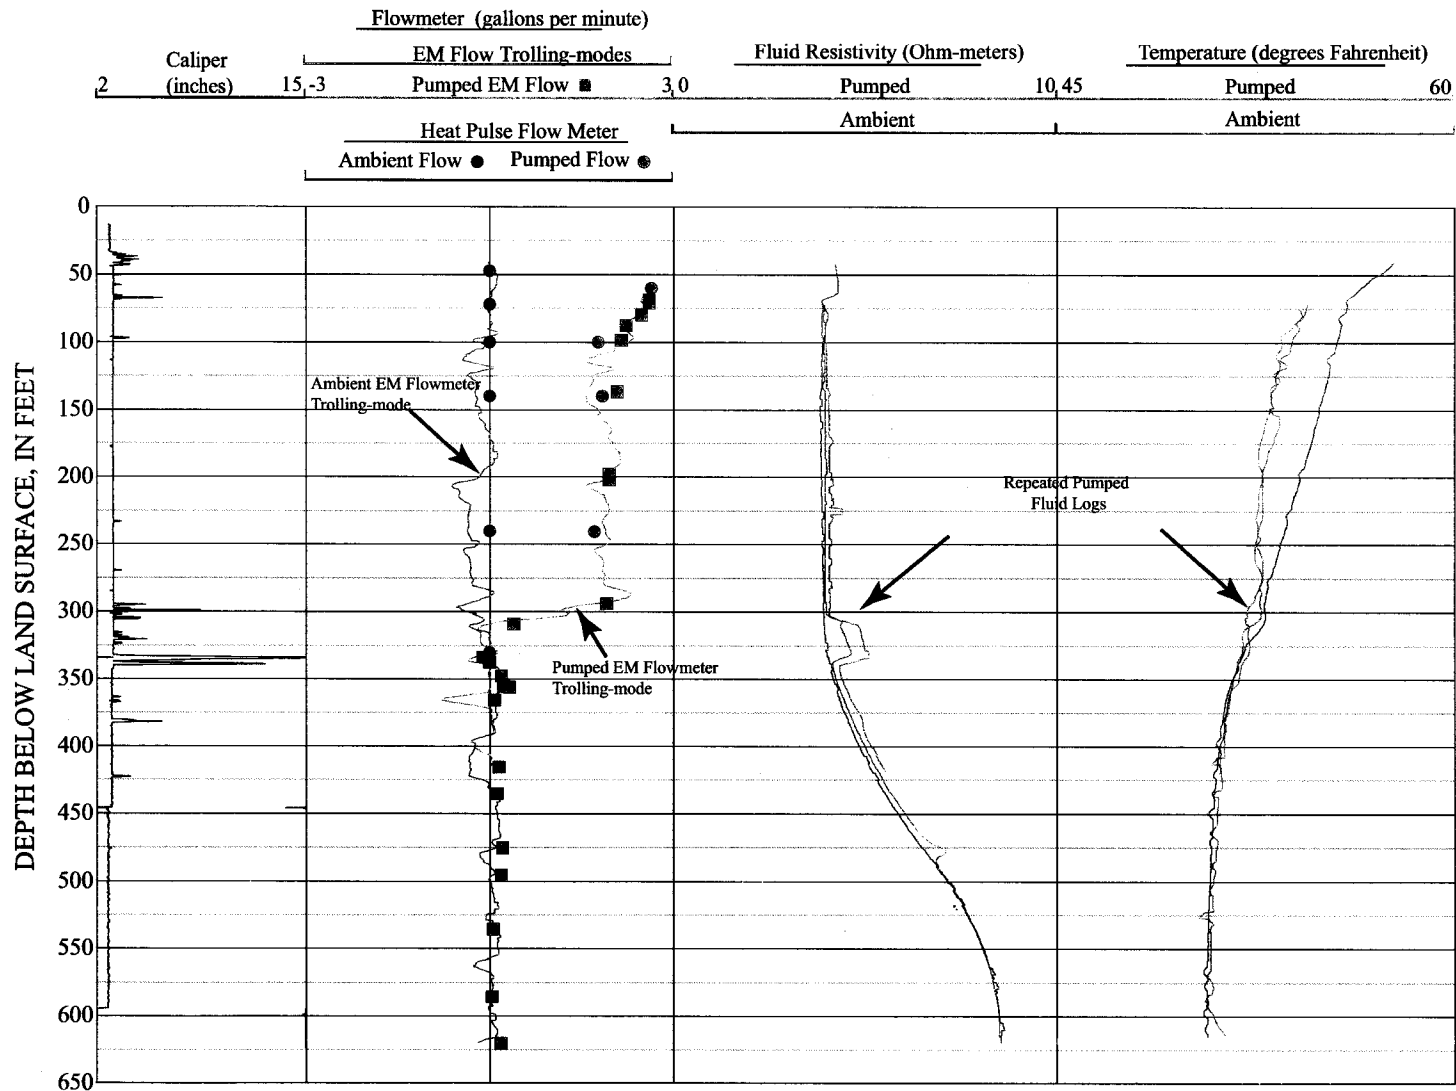 Flowmeter (gallons per minute)
Caliper
(inches)
EM Flow Trolling-modes
Fluid Resistivity (Ohm-meters)
Temperature (degrees Fahrenheit)
2 15 -3 Pumped EM Flow 3 0 Pumped 10 45 Pumped 60
Heat Pulse Flow Meter
Ambient
Ambient
Ambient Flow Pumped Flow
DEPTH BELOW LAND SURFACE, IN FEET
0
50
100
150
200
250
300
350
400
450
500
550
600
650
Ambient EM Flowmeter
Trolling-mode
Repeated Pumped
Fluid Logs
Pumped EM Flowmeter
Trolling-mode